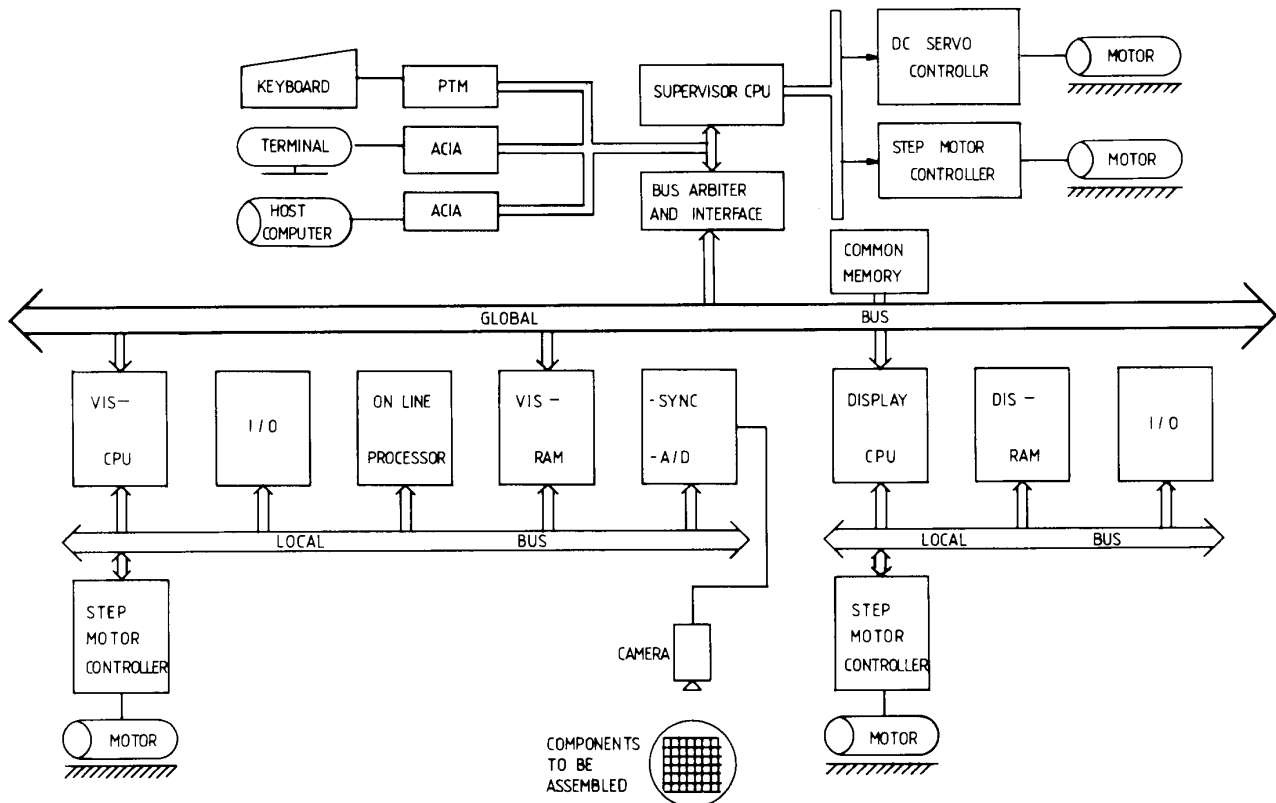 DC SERVO
CONTROLLR
MOTOR
KEYBOARD
PTM
SUPERVISOR CPU
TERMINAL
ACIA
STEP MOTOR
CONTROLLER
MOTOR
HOST
COMPUTER
ACIA
BUS ARBITER
AND INTERFACE
COMMON
MEMORY
GLOBAL BUS
VIS-
CPU
I/O
ON LINE
PROCESSOR
VIS-
RAM
-SYNC
-A/D
DISPLAY
CPU
DIS-
RAM
I/O
LOCAL BUS
LOCAL BUS
STEP
MOTOR
CONTROLLER
CAMERA
STEP
MOTOR
CONTROLLER
MOTOR
COMPONENTS
TO BE
ASSEMBLED
MOTOR